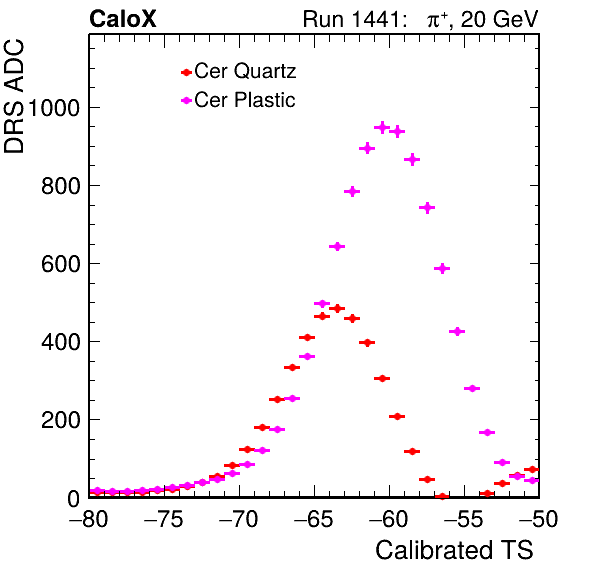 CaloX Run 1441: π⁺, 20 GeV
DRS ADC
Cer Quartz
Cer Plastic
1000
800
600
400
200
0
−80 −75 −70 −65 −60 −55 −50
Calibrated TS